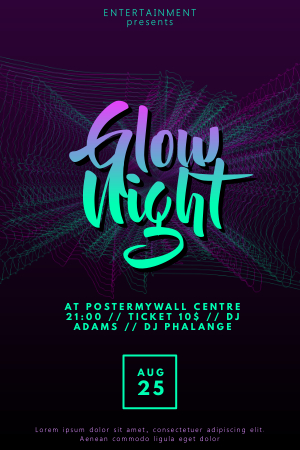 ENTERTAINMENT
presents
Glow
Night
AT POSTERMYWALL CENTRE
21:00 // TICKET 10$ // DJ
ADAMS // DJ PHALANGE
AUG
25
Lorem ipsum dolor sit amet, consectetuer adipiscing elit.
Aenean commodo ligula eget dolor